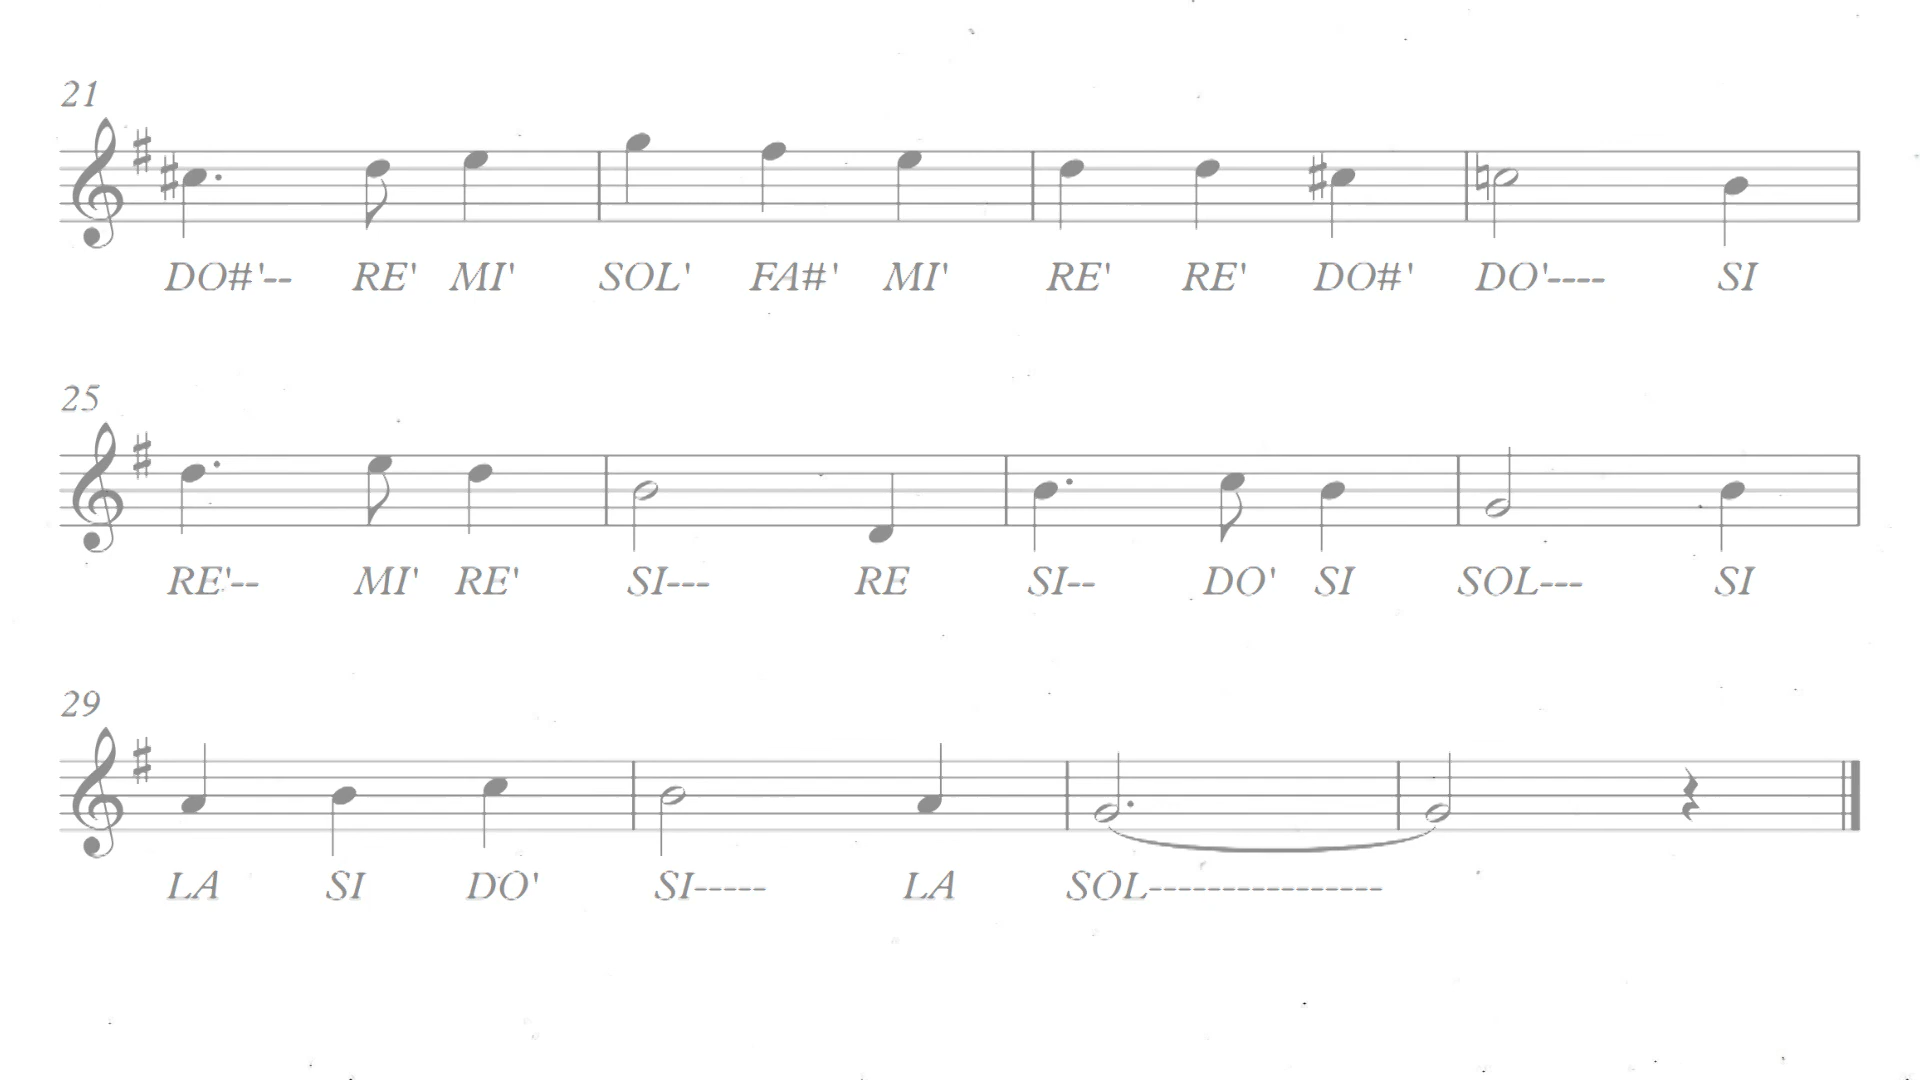 21
DO#'-- RE' MI' SOL' FA#' MI' RE' RE' DO#' DO'---- SI
25
RE'-- MI' RE' SI--- RE SI-- DO' SI SOL--- SI
29
LA SI DO' SI----- LA SOL----------------